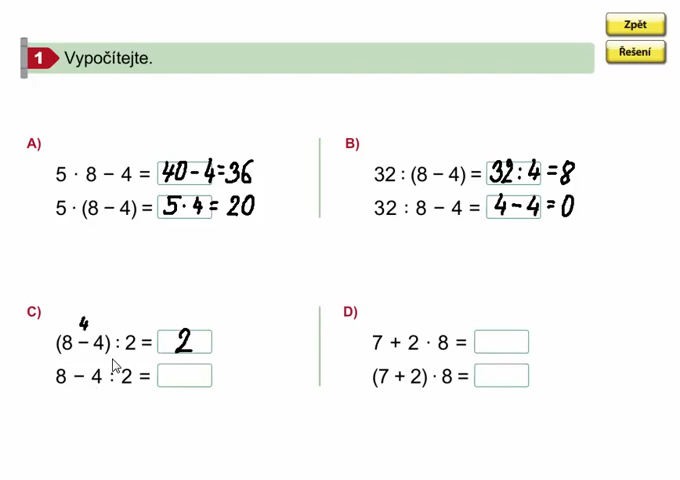 Zpět
1 Vypočítejte.
Řešení
A)
5 · 8 − 4 = 40 - 4 = 36
5 · (8 − 4) = 5 · 4 = 20
B)
32 : (8 − 4) = 32 : 4 = 8
32 : 8 − 4 = 4 - 4 = 0
C)
4
(8 − 4) : 2 = 2
8 − 4 : 2 =
D)
7 + 2 · 8 =
(7 + 2) · 8 =